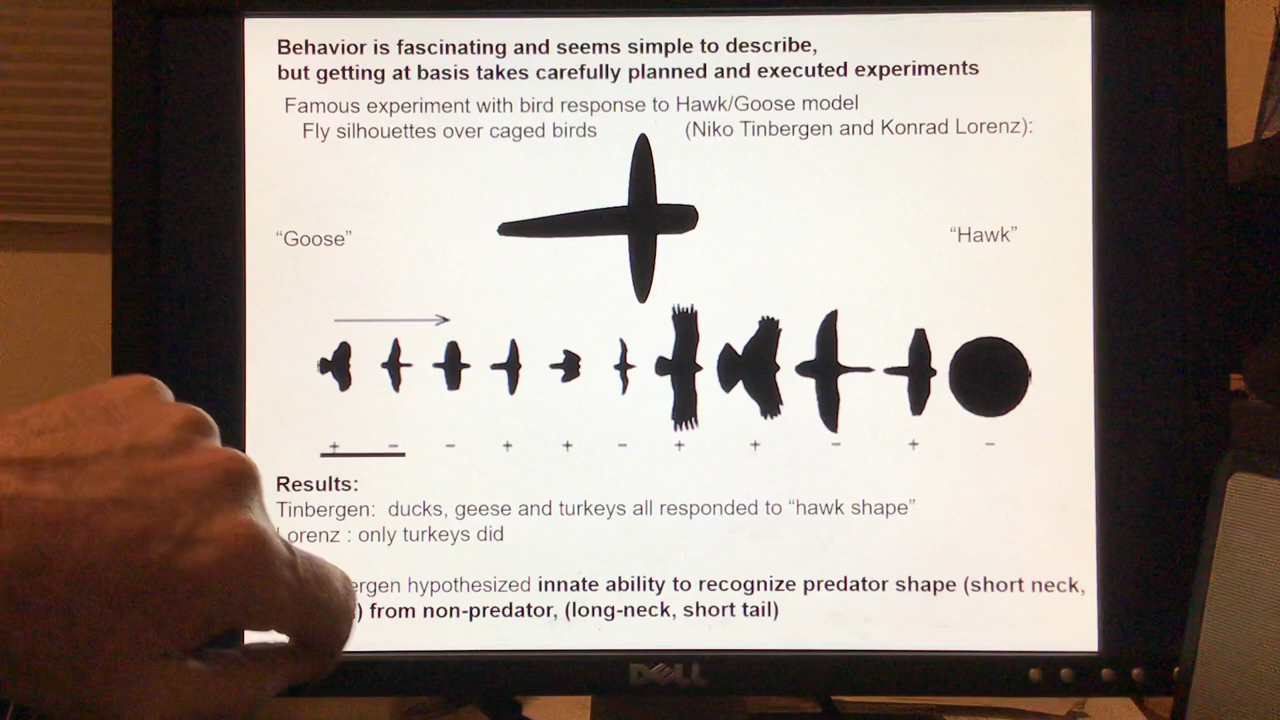 Behavior is fascinating and seems simple to describe,
but getting at basis takes carefully planned and executed experiments
Famous experiment with bird response to Hawk/Goose model
Fly silhouettes over caged birds (Niko Tinbergen and Konrad Lorenz):
“Goose” “Hawk”
+ − − + + − + + − + −
Results:
Tinbergen: ducks, geese and turkeys all responded to “hawk shape”
Lorenz : only turkeys did
ergen hypothesized innate ability to recognize predator shape (short neck,
) from non-predator, (long-neck, short tail)
DELL